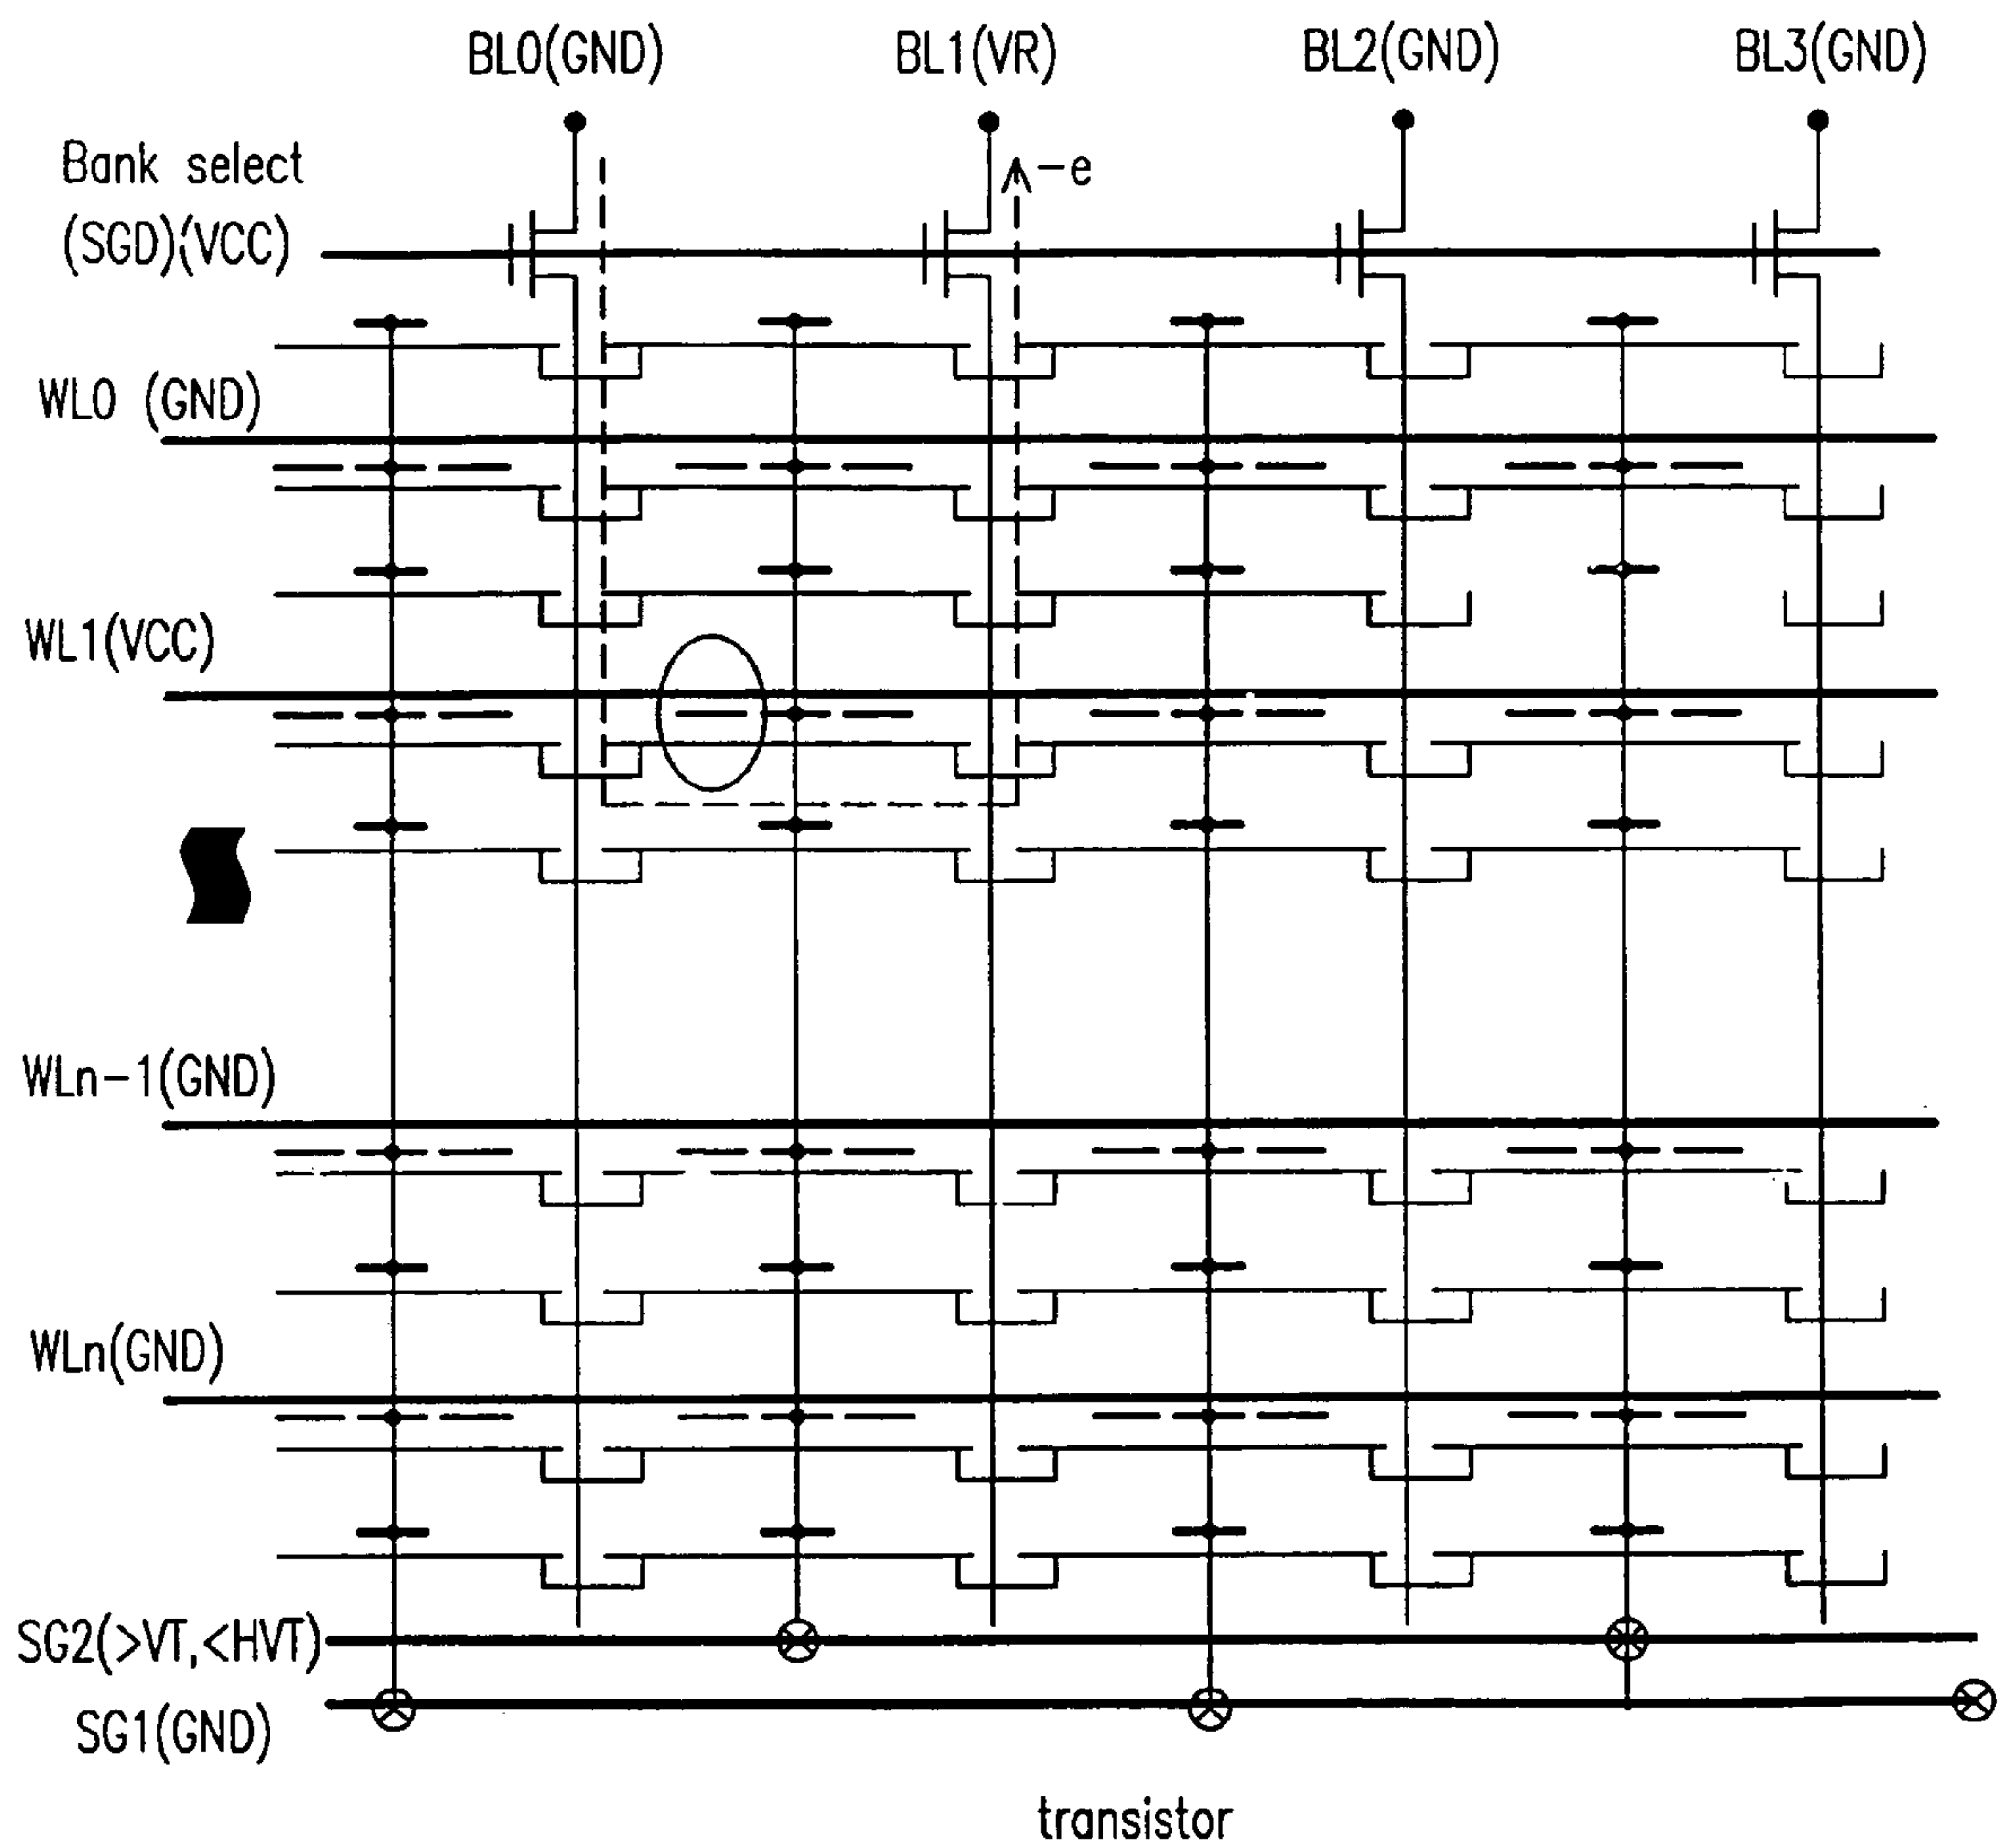 BL0(GND) BL1(VR) BL2(GND) BL3(GND)
Bank select
(SGD)(VCC)
-e
WL0 (GND)
WL1(VCC)
WLn-1(GND)
WLn(GND)
SG2(>VT,<HVT)
SG1(GND)
transistor